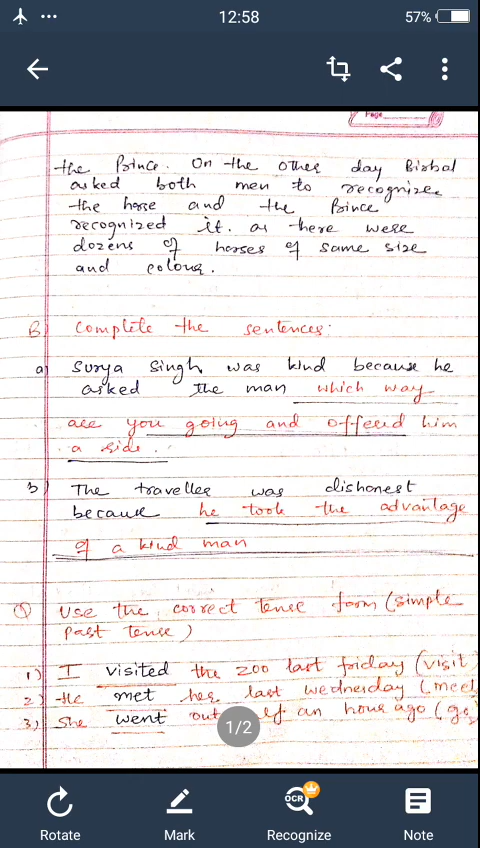 12:58
57%
Page
the Prince. On the other day Birbal
asked both men to recognize
the horse and the Prince
recognized it. as there were
dozens of horses of same size
and colour.
B) Complete the sentences:
a) Surya Singh was kind because he
asked the man which way
are you going and offered him
a ride.
b) The traveller was dishonest
because he took the advantage
of a kind man
Q) Use the correct tense form (simple
past tense)
1) I visited the zoo last friday (visit)
2) He met her last wednesday (meet
3) She went out half an hour ago (go)
1/2
OCR
Rotate
Mark
Recognize
Note